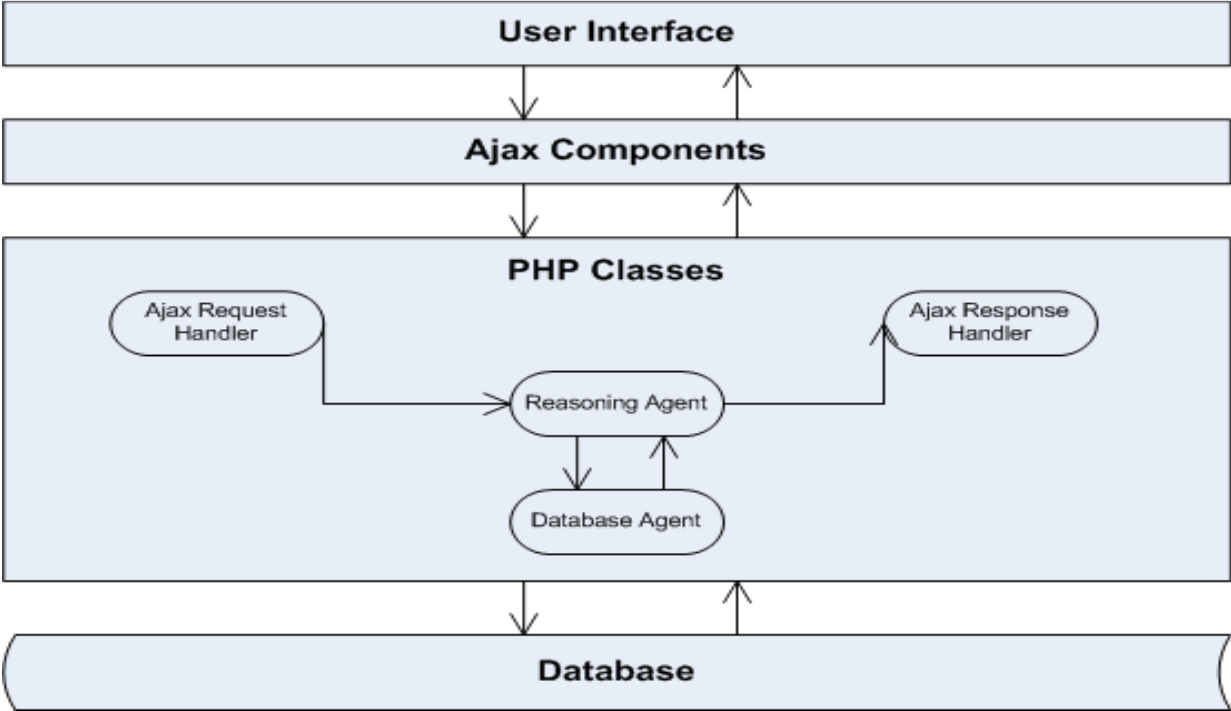 User Interface
Ajax Components
PHP Classes
Ajax Request
Handler
Ajax Response
Handler
Reasoning Agent
Database Agent
Database